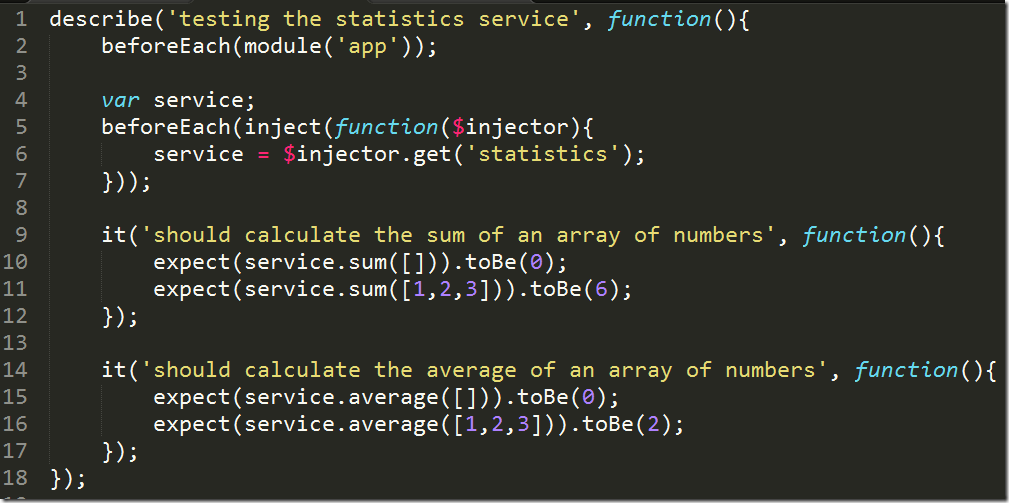 1 describe('testing the statistics service', function(){
2     beforeEach(module('app'));
3
4     var service;
5     beforeEach(inject(function($injector){
6         service = $injector.get('statistics');
7     }));
8
9     it('should calculate the sum of an array of numbers', function(){
10         expect(service.sum([])).toBe(0);
11         expect(service.sum([1,2,3])).toBe(6);
12     });
13
14     it('should calculate the average of an array of numbers', function(){
15         expect(service.average([])).toBe(0);
16         expect(service.average([1,2,3])).toBe(2);
17     });
18 });